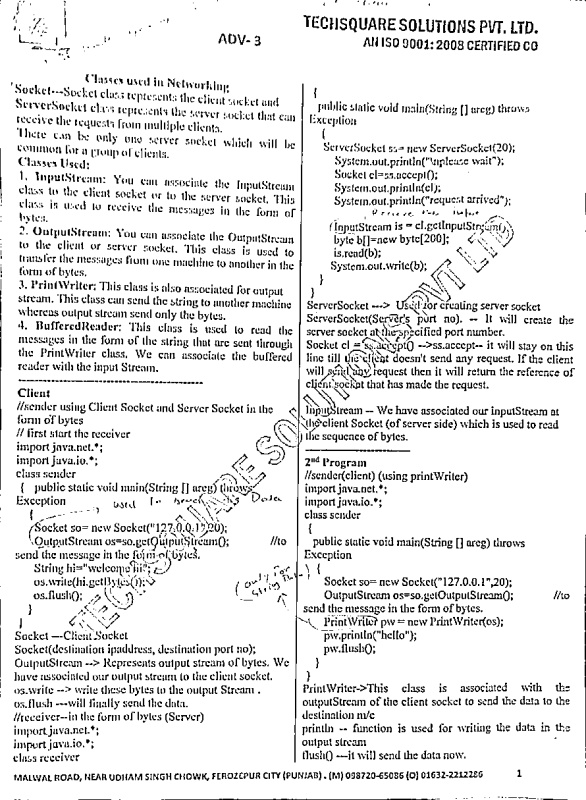 TECHSQUARE SOLUTIONS PVT. LTD.
ADV- 3
AN ISO 9001: 2008 CERTIFIED CO
Classes used in Networking
Socket---Socket class represents the client socket and
ServerSocket class represents the server socket that can
receive the requests from multiple clients.
There can be only one server socket which will be
common for a group of clients.
Classes Used:
1. InputStream: You can associate the InputStream
class to the client socket or to the server socket. This
class is used to receive the messages in the form of
bytes.
2. OutputStream: You can associate the OutputStream
to the client or server socket. This class is used to
transfer the messages from one machine to another in the
form of bytes.
3. PrintWriter: This class is also associated for output
stream. This class can send the string to another machine
whereas output stream send only the bytes.
4. BufferedReader: This class is used to read the
messages in the form of the string that are sent through
the PrintWriter class. We can associate the buffered
reader with the input Stream.
------------------------------------
Client
//sender using Client Socket and Server Socket in the
form of bytes
// first start the receiver
import java.net.*;
import java.io.*;
class sender
{ public static void main(String [] areg) throws
Exception
used to Data
{
Socket so= new Socket("127.0.0.1",20);
OutputStream os=so.getOutputStream(); //to
send the message in the form of bytes.
String hi="welcome hi";
os.write(hi.getBytes());
os.flush();
(only for String
}
}
Socket ---Client Socket
Socket(destination ipaddress, destination port no);
OutputStream --> Represents output stream of bytes. We
have associated our output stream to the client socket.
os.write --> write these bytes to the output Stream .
os.flush ---will finally send the data.
//receiver--in the form of bytes (Server)
import java.net.*;
import java.io.*;
class receiver
{
public static void main(String [] areg) throws
Exception
{
ServerSocket ss= new ServerSocket(20);
System.out.println("\nplease wait");
Socket cl=ss.accept();
System.out.println(cl);
System.out.println("request arrived");
InputStream is = cl.getInputStream();
byte b[]=new byte[200];
is.read(b);
System.out.write(b);
}
}
ServerSocket ---> Used for creating server socket
ServerSocket(Server's port no). -- It will create the
server socket at the specified port number.
Socket cl = ss.accept() -->ss.accept-- it will stay on this
line till the client doesn't send any request. If the client
will send any request then it will return the reference of
client socket that has made the request.
InputStream -- We have associated our inputStream at
the client Socket (of server side) which is used to read
the sequence of bytes.
------------------------------------
2nd Program
//sender(client) (using printWriter)
import java.net.*;
import java.io.*;
class sender
{
public static void main(String [] areg) throws
Exception
{
Socket so= new Socket("127.0.0.1",20);
OutputStream os=so.getOutputStream(); //to
send the message in the form of bytes.
PrintWriter pw = new PrintWriter(os);
pw.println("hello");
pw.flush();
}
}
PrintWriter->This class is associated with the
outputStream of the client socket to send the data to the
destination m/c
println -- function is used for writing the data in the
output stream
flush() ---it will send the data now.
TECHSQUARE SOLUTIONS PVT LTD
MALWAL ROAD, NEAR UDHAM SINGH CHOWK, FEROZEPUR CITY (PUNJAB) . (M) 098720-65086 (O) 01632-2212286 1